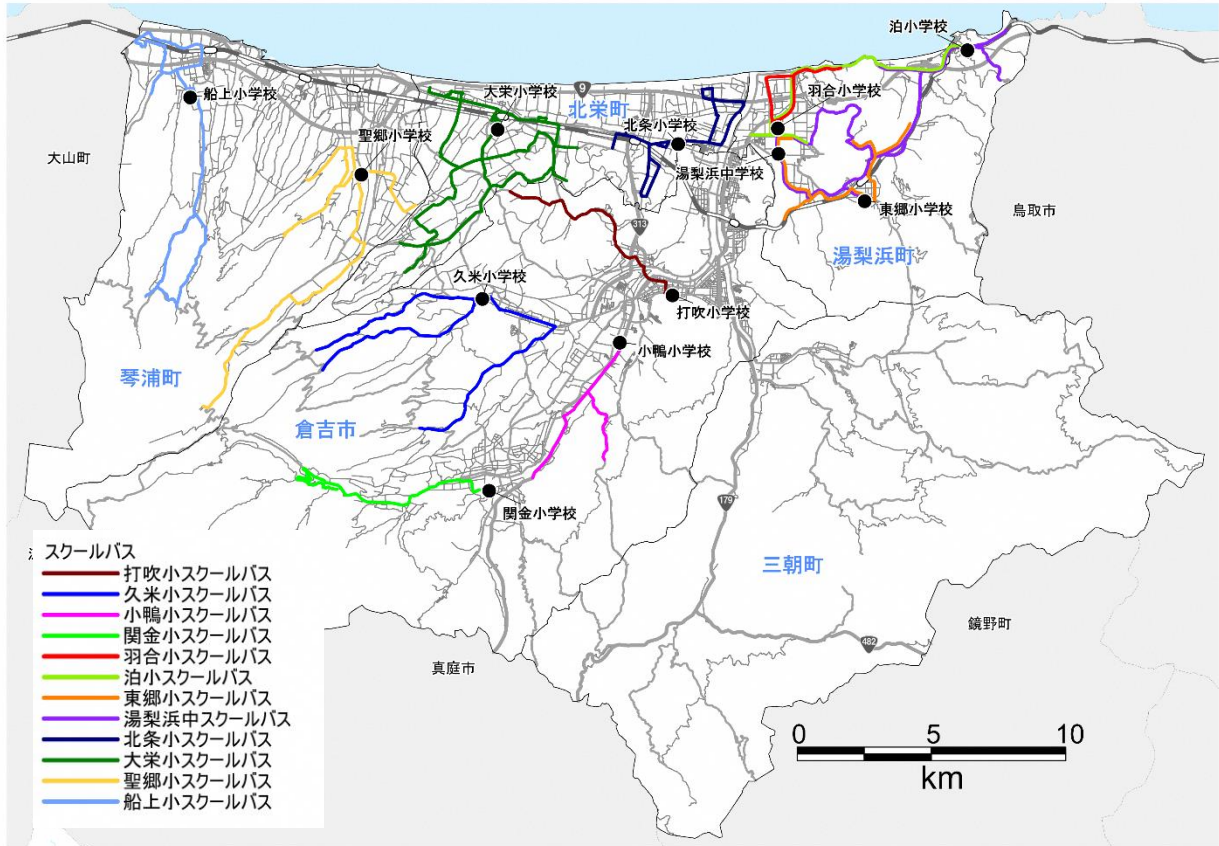 泊小学校
船上小学校
大栄小学校
9
北栄町
羽合小学校
北条小学校
聖郷小学校
大山町
湯梨浜中学校
東郷小学校
鳥取市
313
湯梨浜町
久米小学校
打吹小学校
小鴨小学校
琴浦町
倉吉市
179
関金小学校
三朝町
鏡野町
482
真庭市
スクールバス
打吹小スクールバス
久米小スクールバス
小鴨小スクールバス
関金小スクールバス
羽合小スクールバス
泊小スクールバス
東郷小スクールバス
湯梨浜中スクールバス
北条小スクールバス
大栄小スクールバス
聖郷小スクールバス
船上小スクールバス
0 5 10
km